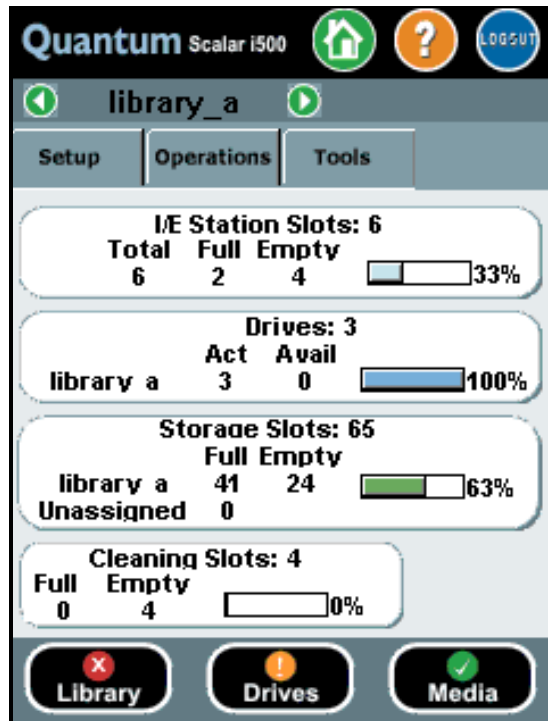 Quantum Scalar i500 ? LOGOUT
library_a
Setup Operations Tools
I/E Station Slots: 6
Total Full Empty
6 2 4 33%
Drives: 3
Act Avail
library_a 3 0 100%
Storage Slots: 65
Full Empty
library_a 41 24 63%
Unassigned 0
Cleaning Slots: 4
Full Empty
0 4 0%
Library Drives Media